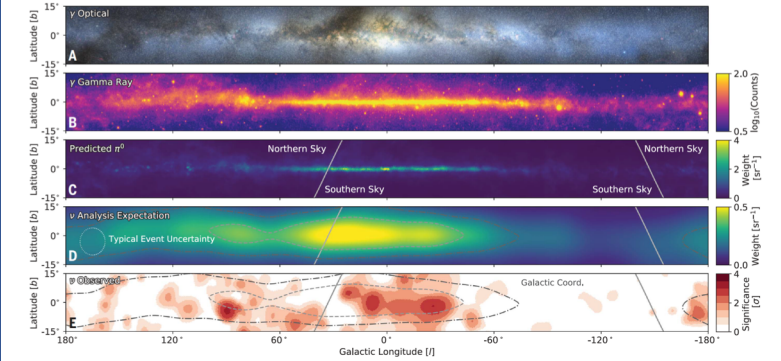 15°
0°
-15°
Latitude [b]
γ Optical
A
15°
0°
-15°
Latitude [b]
γ Gamma Ray
B
2.0
0.5
log₁₀(Counts)
15°
0°
-15°
Latitude [b]
Predicted π⁰
Northern Sky
Northern Sky
Southern Sky
Southern Sky
C
4
2
0
Weight
[sr⁻¹]
15°
0°
-15°
Latitude [b]
ν Analysis Expectation
Typical Event Uncertainty
D
0.5
0.0
Weight [sr⁻¹]
15°
0°
-15°
Latitude [b]
ν Observed
Galactic Coord.
E
4
2
0
Significance
[σ]
180° 120° 60° 0° -60° -120° -180°
Galactic Longitude [l]